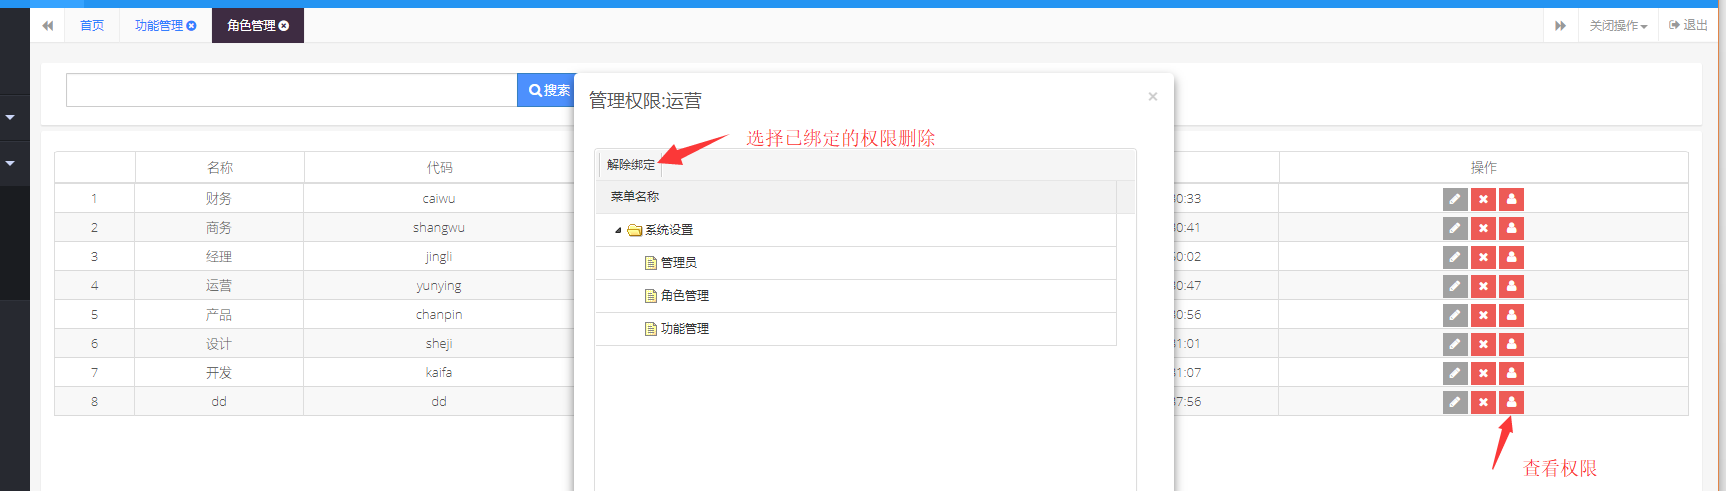 首页 功能管理 角色管理 关闭操作 退出
搜索
管理权限:运营 ×
选择已绑定的权限删除
解除绑定
名称 代码 操作
菜单名称
1 财务 caiwu 0:33
2 商务 shangwu 0:41
系统设置
3 经理 jingli 0:02
管理员
4 运营 yunying 0:47
角色管理
5 产品 chanpin 0:56
功能管理
6 设计 sheji 1:01
7 开发 kaifa 1:07
8 dd dd 7:56
查看权限